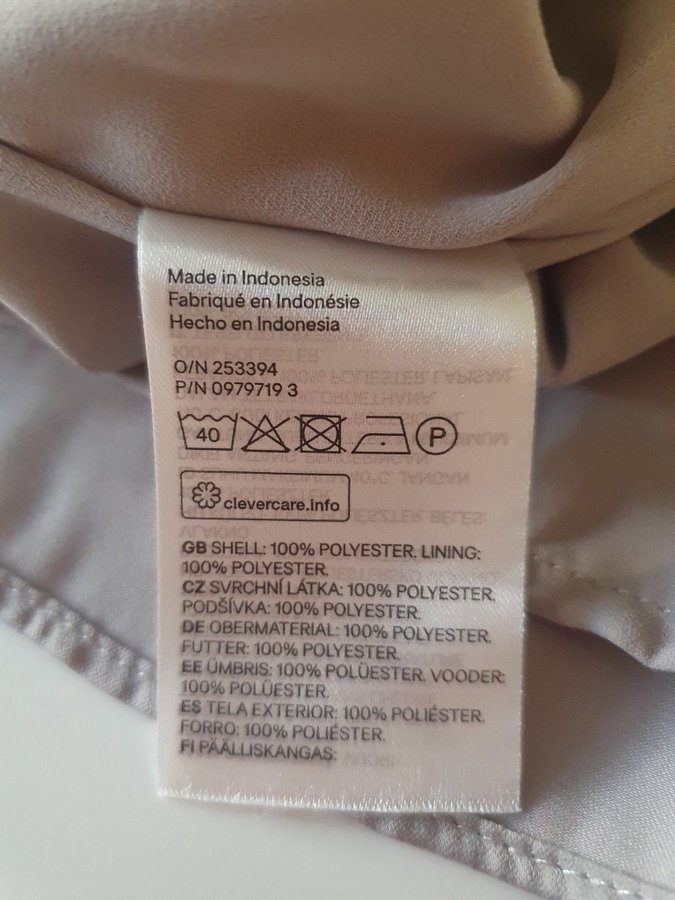 Made in Indonesia
Fabriqué en Indonésie
Hecho en Indonesia
O/N 253394
P/N 0979719 3
40 P
clevercare.info
GB SHELL: 100% POLYESTER. LINING:
100% POLYESTER.
CZ SVRCHNÍ LÁTKA: 100% POLYESTER.
PODŠÍVKA: 100% POLYESTER.
DE OBERMATERIAL: 100% POLYESTER.
FUTTER: 100% POLYESTER.
EE ÜMBRIS: 100% POLÜESTER. VOODER:
100% POLÜESTER.
ES TELA EXTERIOR: 100% POLIÉSTER.
FORRO: 100% POLIÉSTER.
FI PÄÄLLISKANGAS: